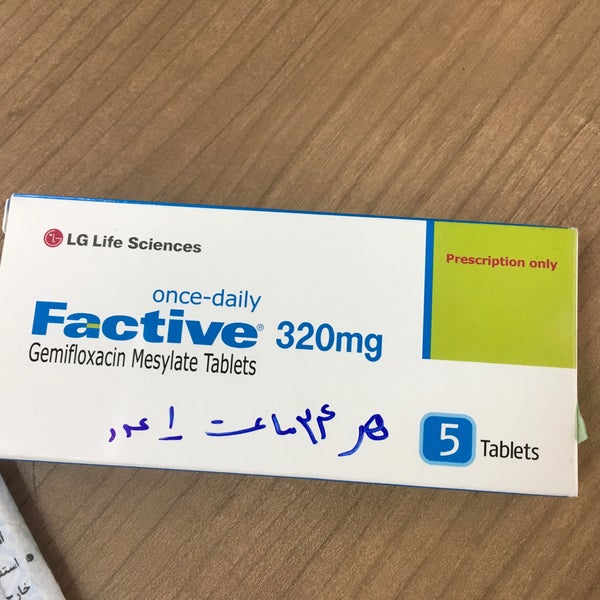 LG Life Sciences
Prescription only
once-daily
Factive® 320mg
Gemifloxacin Mesylate Tablets
هر ۲۴ ساعت ۱ عدد
5 Tablets